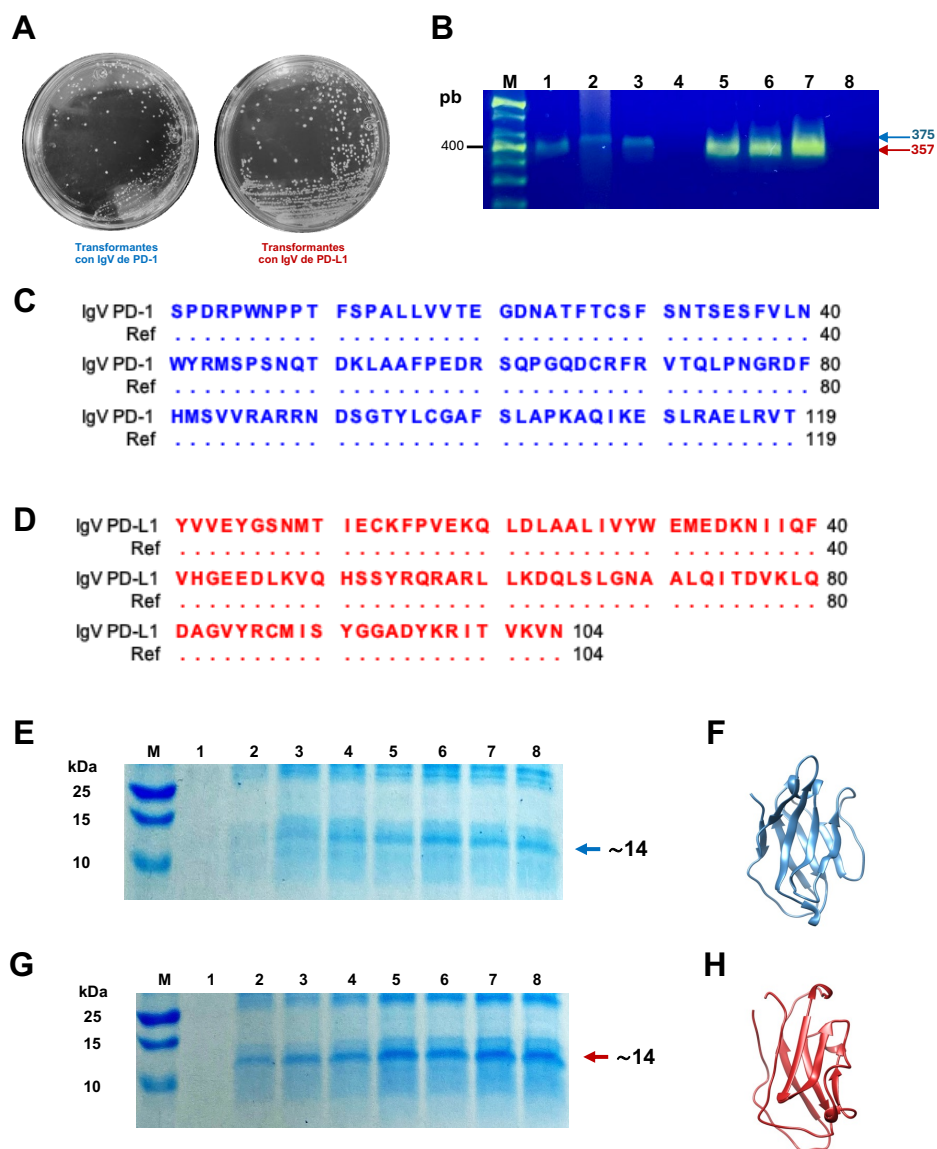 A
B
Transformantes
con IgV de PD-1
Transformantes
con IgV de PD-L1
M 1 2 3 4 5 6 7 8
pb
400
375
357
C
IgV PD-1 SPDRPWNPPT FSPALLVVTE GDNATFTCSF SNTSESFVLN 40
Ref . . . . . . . . . . . . . . . . . . . . . . . . . . . . . . . . . . . . . . . . 40
IgV PD-1 WYRMSPSNQT DKLAAFPEDR SQPGQDCRFR VTQLPNGRDF 80
Ref . . . . . . . . . . . . . . . . . . . . . . . . . . . . . . . . . . . . . . . . 80
IgV PD-1 HMSVVRARRN DSGTYLCGAF SLAPKAQIKE SLRAELRVT 119
Ref . . . . . . . . . . . . . . . . . . . . . . . . . . . . . . . . . . . . . . . 119
D
IgV PD-L1 YVVEYGSNMT IECKFPVEKQ LDLAALIVYW EMEDKNIIQF 40
Ref . . . . . . . . . . . . . . . . . . . . . . . . . . . . . . . . . . . . . . . . 40
IgV PD-L1 VHGEEDLKVQ HSSYRQRARL LKDQLSLGNA ALQITDVKLQ 80
Ref . . . . . . . . . . . . . . . . . . . . . . . . . . . . . . . . . . . . . . . . 80
IgV PD-L1 DAGVYRCMIS YGGADYKRIT VKVN 104
Ref . . . . . . . . . . . . . . . . . . . . . . . . 104
E
F
M 1 2 3 4 5 6 7 8
kDa
25
15
10
~14
G
H
M 1 2 3 4 5 6 7 8
kDa
25
15
10
~14